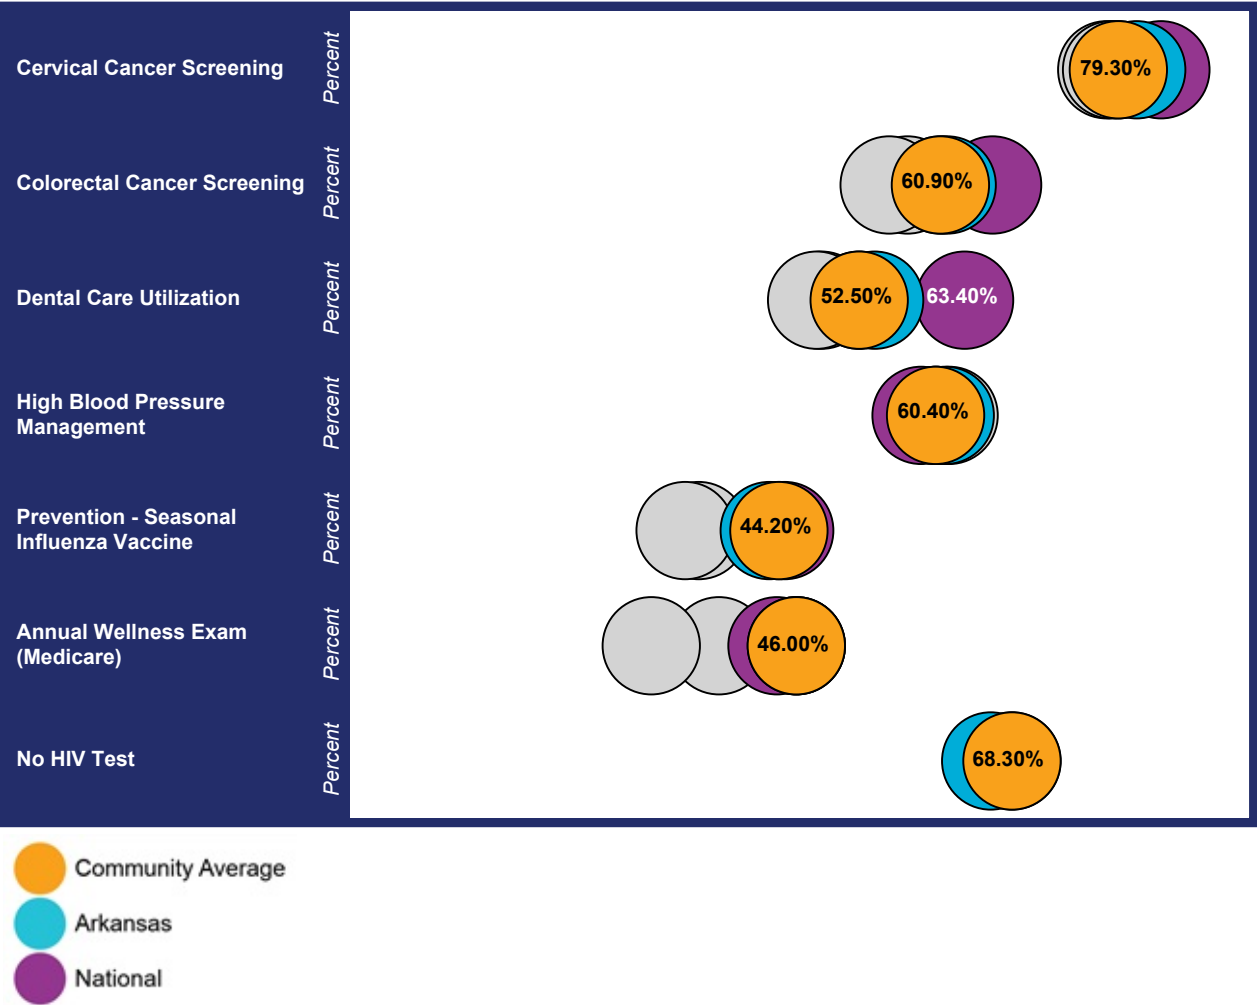 Cervical Cancer Screening
Percent
79.30%
Colorectal Cancer Screening
Percent
60.90%
Dental Care Utilization
Percent
52.50%
63.40%
High Blood Pressure
Management
Percent
60.40%
Prevention - Seasonal
Influenza Vaccine
Percent
44.20%
Annual Wellness Exam
(Medicare)
Percent
46.00%
No HIV Test
Percent
68.30%
Community Average
Arkansas
National